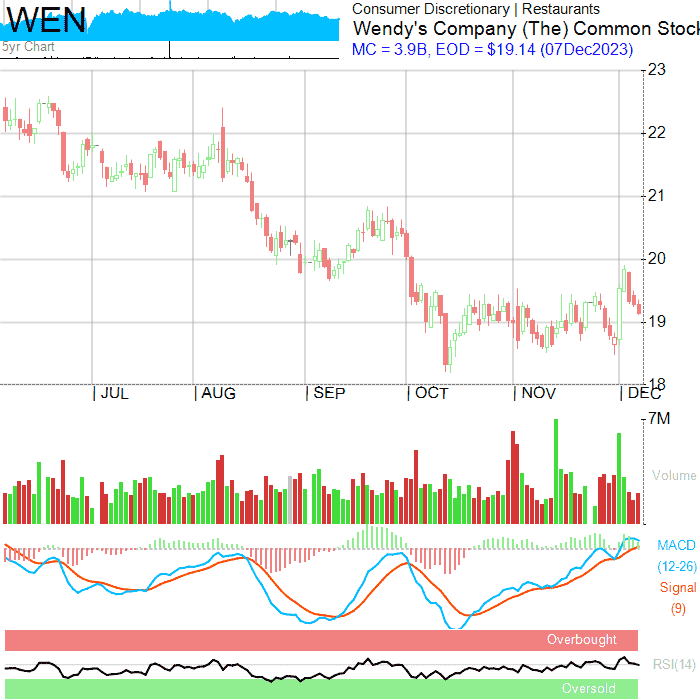 WEN
5yr Chart
Consumer Discretionary | Restaurants
Wendy's Company (The) Common Stock
MC = 3.9B, EOD = $19.14 (07Dec2023)
23
22
21
20
19
18
| JUL | AUG | SEP | OCT | NOV | DEC
7M
Volume
MACD
(12-26)
Signal
(9)
Overbought
RSI(14)
Oversold